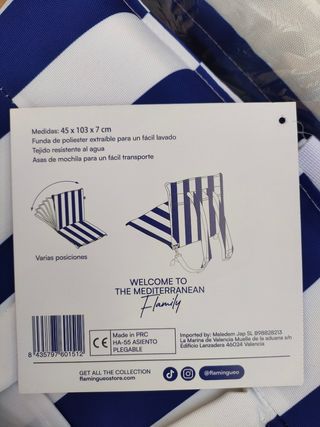 Medidas: 45 x 103 x 7 cm
Funda de poliester extraíble para un fácil lavado
Tejido resistente al agua
Asas de mochila para un fácil transporte
Varias posiciones
WELCOME TO
THE MEDITERRANEAN
Flamily
8 435797 601512
CE
Made in PRC
HA-55 ASIENTO
PLEGABLE
Imported by: Meledem Jap SL B98828213
La Marina de Valencia Muelle de la aduana s/n
Edificio Lanzadera 46024 Valencia
GET ALL THE COLLECTION
flamingueostore.com
@flamingueo